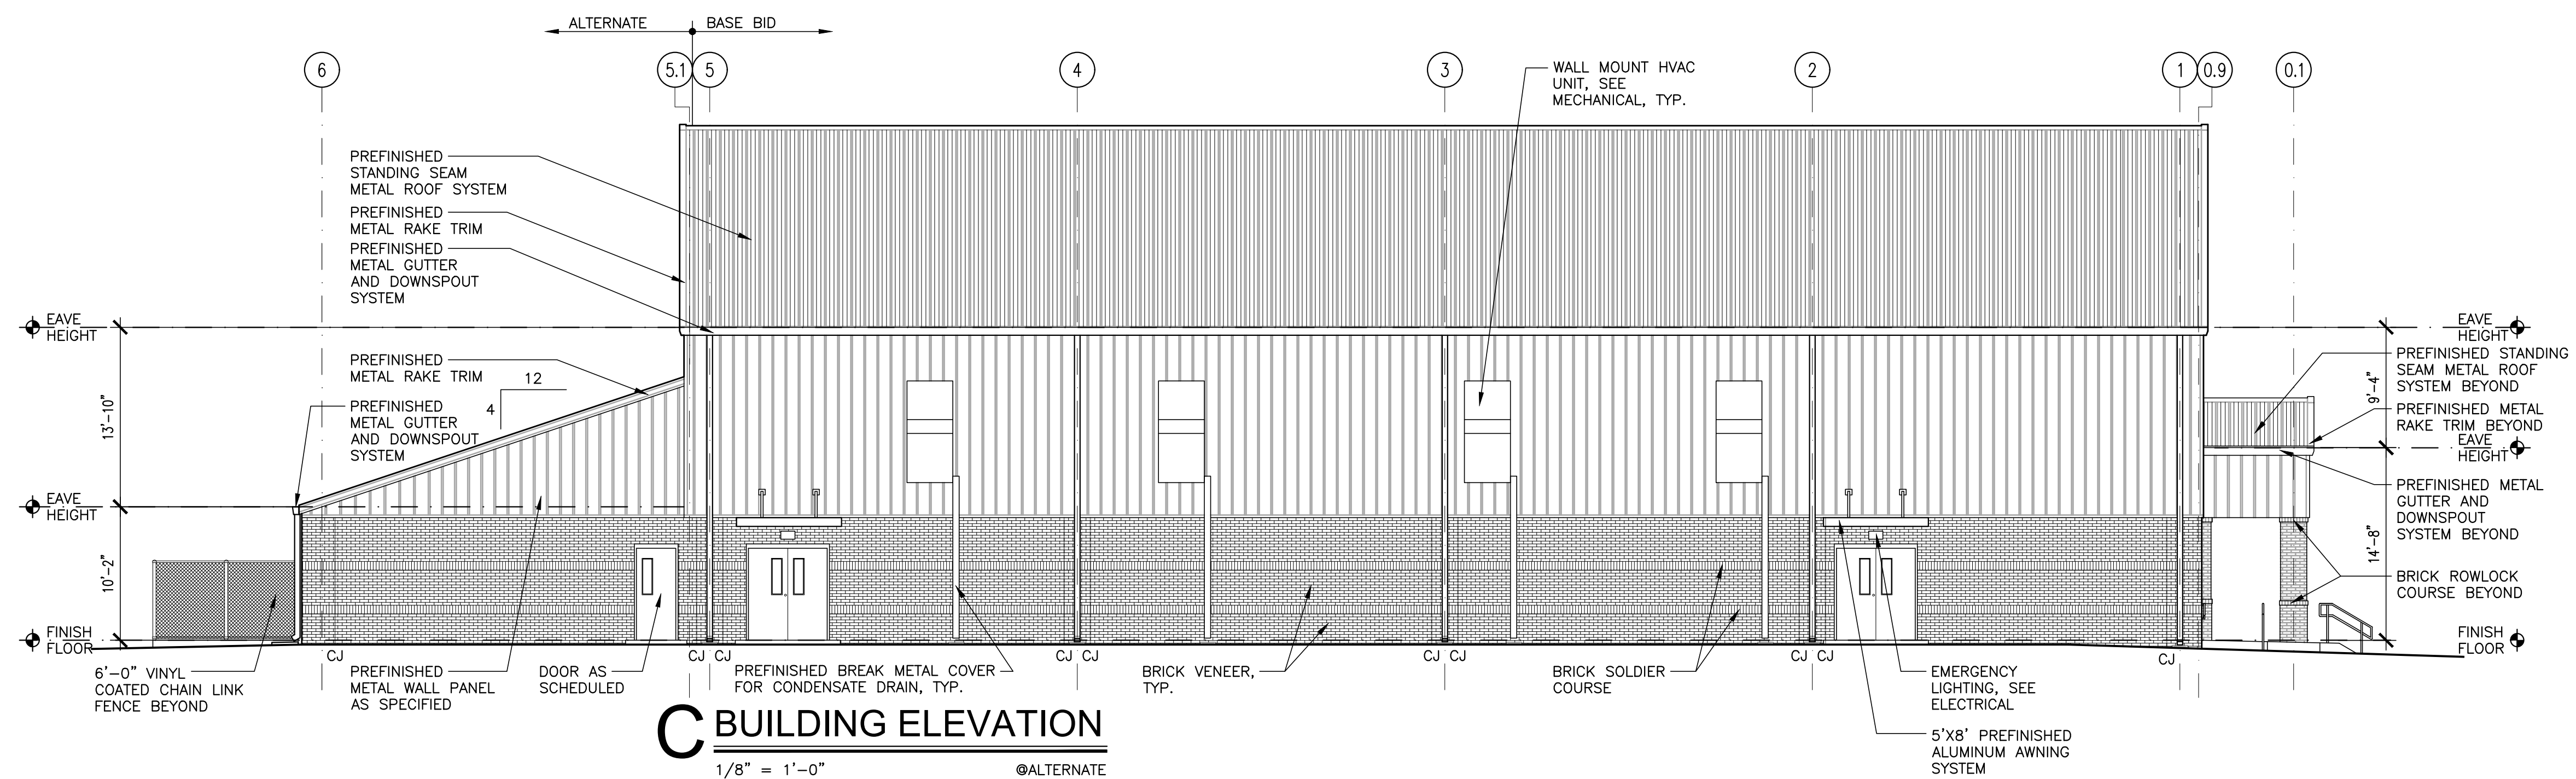 ALTERNATE
BASE BID
6
5.1
5
4
3
2
1
0.9
0.1
WALL MOUNT HVAC
UNIT, SEE
MECHANICAL, TYP.
PREFINISHED
STANDING SEAM
METAL ROOF SYSTEM
PREFINISHED
METAL RAKE TRIM
PREFINISHED
METAL GUTTER
AND DOWNSPOUT
SYSTEM
EAVE
HEIGHT
EAVE
HEIGHT
PREFINISHED
METAL RAKE TRIM
12
4
PREFINISHED
METAL GUTTER
AND DOWNSPOUT
SYSTEM
13'-10"
EAVE
HEIGHT
10'-2"
FINISH
FLOOR
PREFINISHED STANDING
SEAM METAL ROOF
SYSTEM BEYOND
9'-4"
PREFINISHED METAL
RAKE TRIM BEYOND
EAVE
HEIGHT
PREFINISHED METAL
GUTTER AND
DOWNSPOUT
SYSTEM BEYOND
14'-8"
BRICK ROWLOCK
COURSE BEYOND
FINISH
FLOOR
CJ
CJ
CJ
CJ
CJ
CJ
CJ
CJ
CJ
CJ
6'-0" VINYL
COATED CHAIN LINK
FENCE BEYOND
PREFINISHED
METAL WALL PANEL
AS SPECIFIED
DOOR AS
SCHEDULED
PREFINISHED BREAK METAL COVER
FOR CONDENSATE DRAIN, TYP.
BRICK VENEER,
TYP.
BRICK SOLDIER
COURSE
EMERGENCY
LIGHTING, SEE
ELECTRICAL
5'X8' PREFINISHED
ALUMINUM AWNING
SYSTEM
C BUILDING ELEVATION
1/8" = 1'-0"
@ALTERNATE